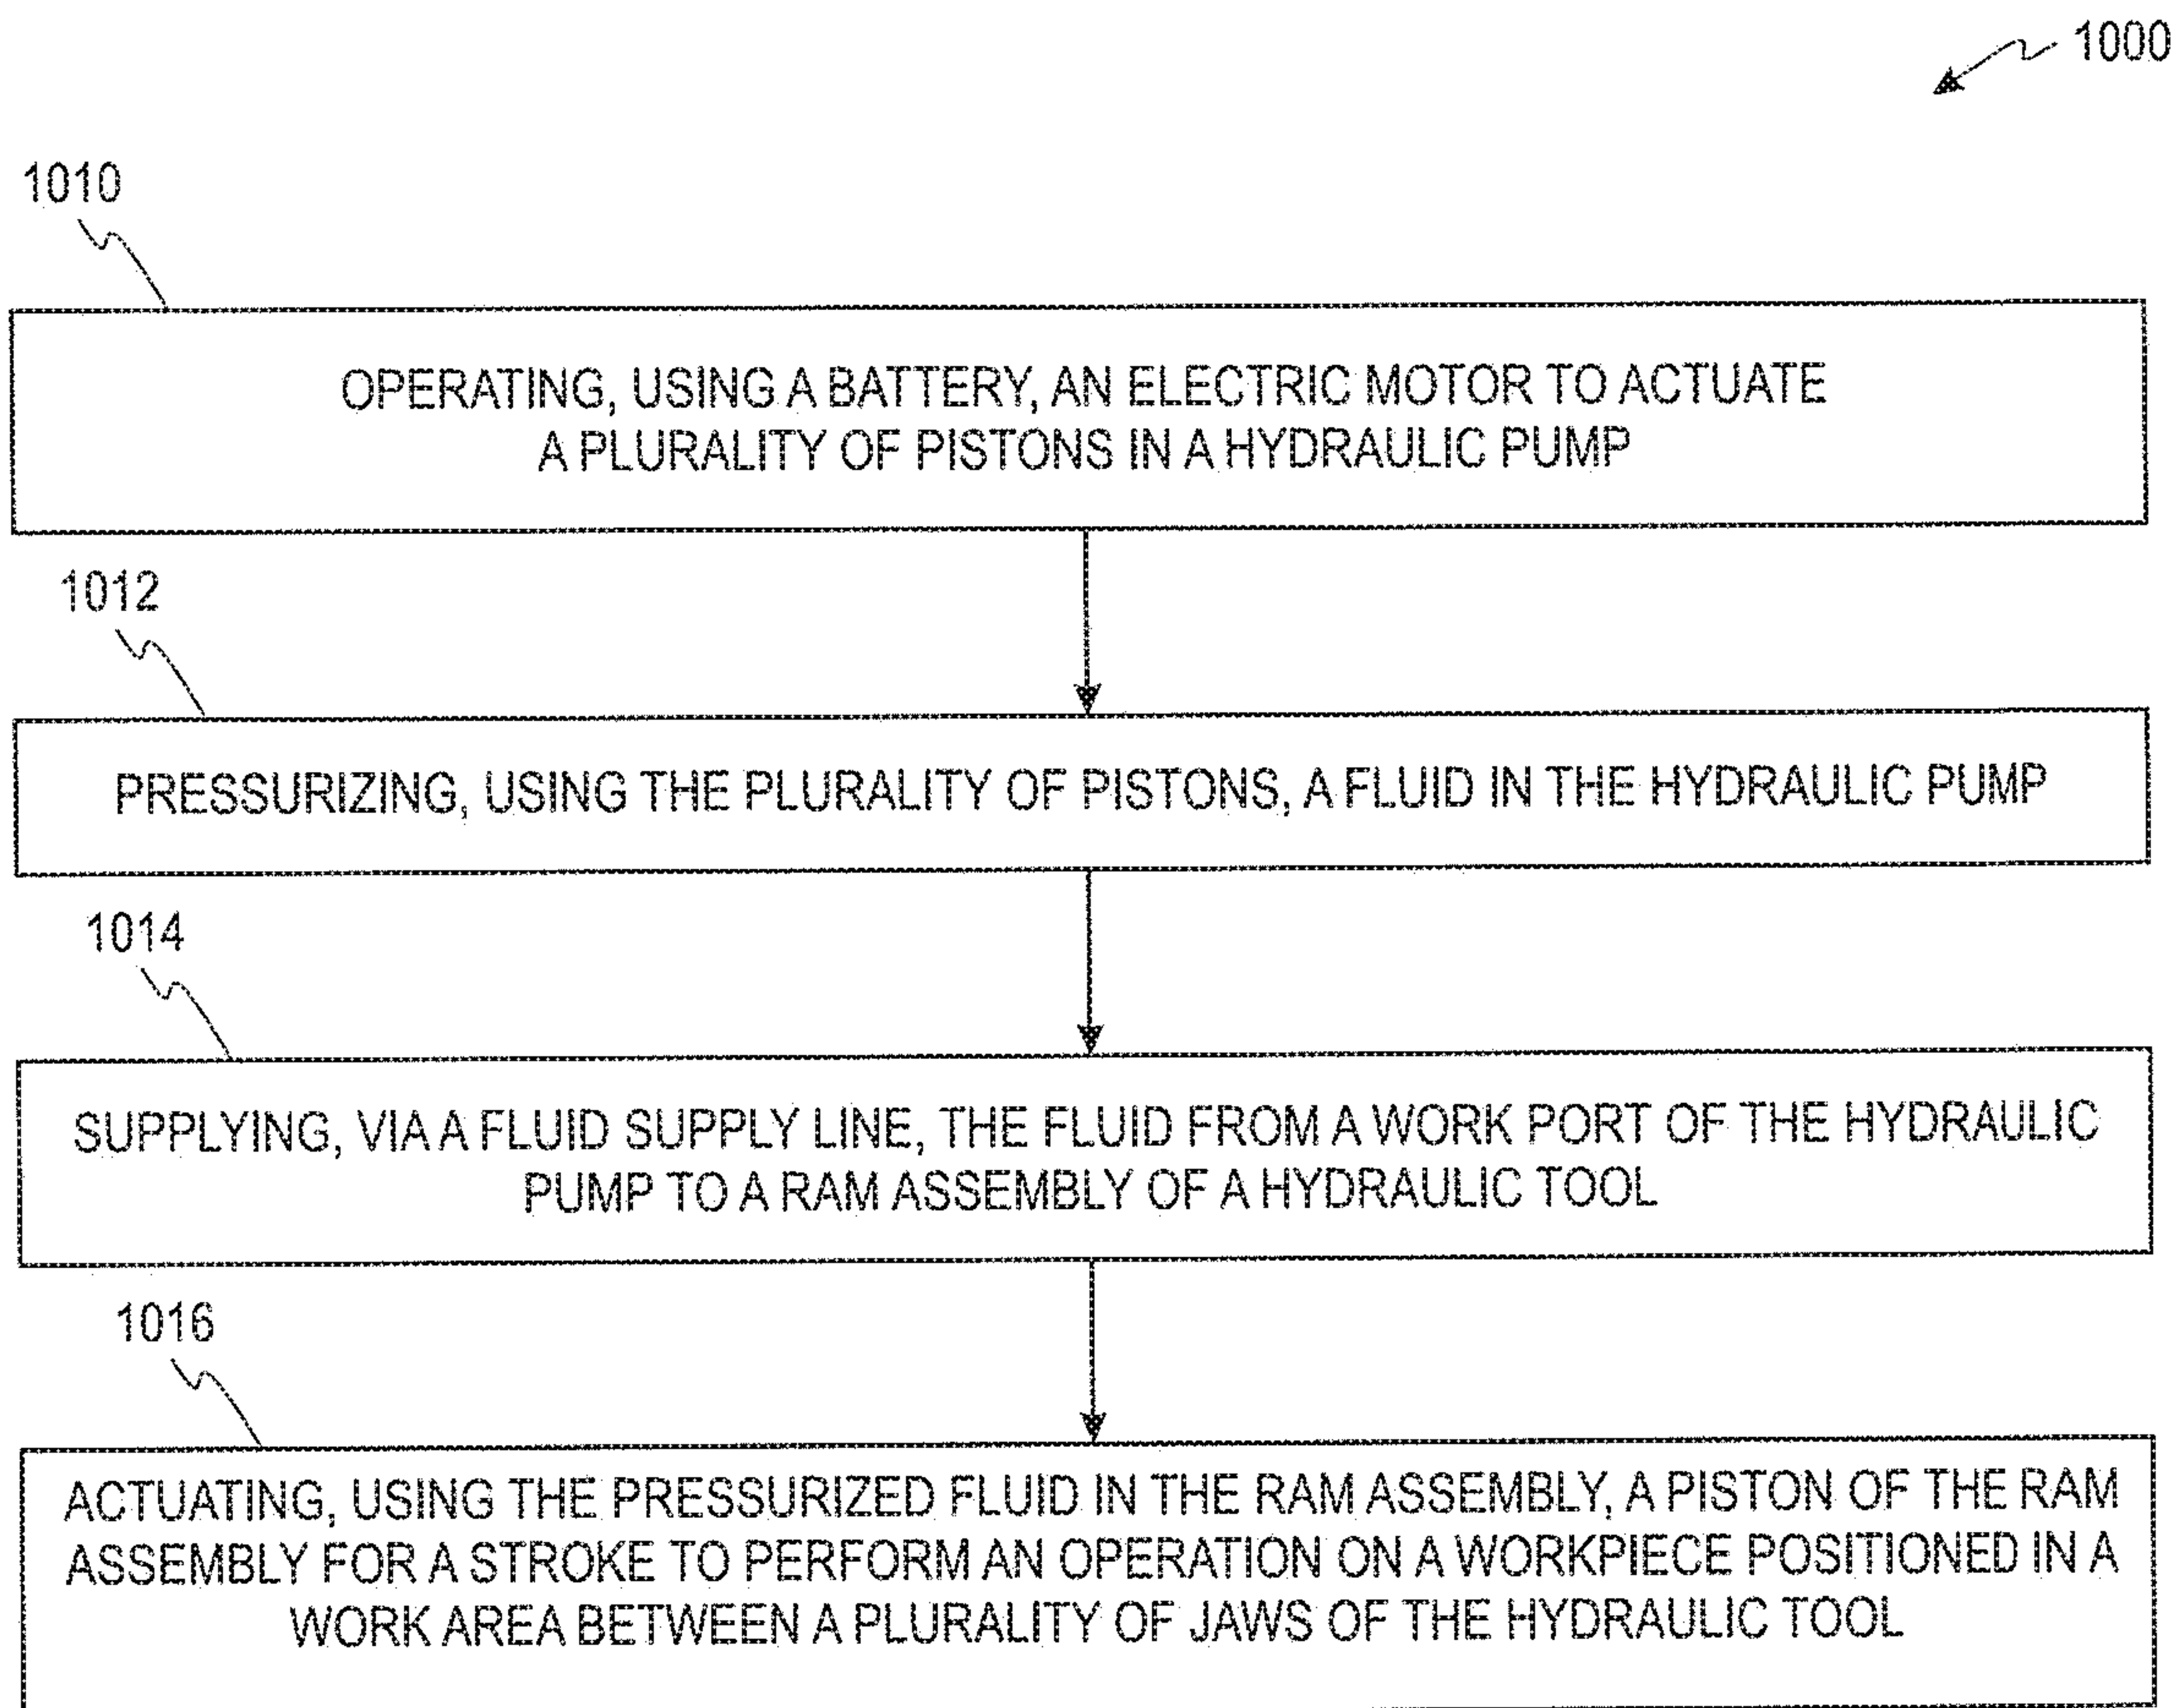 1000
1010
OPERATING, USING A BATTERY, AN ELECTRIC MOTOR TO ACTUATE
A PLURALITY OF PISTONS IN A HYDRAULIC PUMP
1012
PRESSURIZING, USING THE PLURALITY OF PISTONS, A FLUID IN THE HYDRAULIC PUMP
1014
SUPPLYING, VIA A FLUID SUPPLY LINE, THE FLUID FROM A WORK PORT OF THE HYDRAULIC
PUMP TO A RAM ASSEMBLY OF A HYDRAULIC TOOL
1016
ACTUATING, USING THE PRESSURIZED FLUID IN THE RAM ASSEMBLY, A PISTON OF THE RAM
ASSEMBLY FOR A STROKE TO PERFORM AN OPERATION ON A WORKPIECE POSITIONED IN A
WORK AREA BETWEEN A PLURALITY OF JAWS OF THE HYDRAULIC TOOL